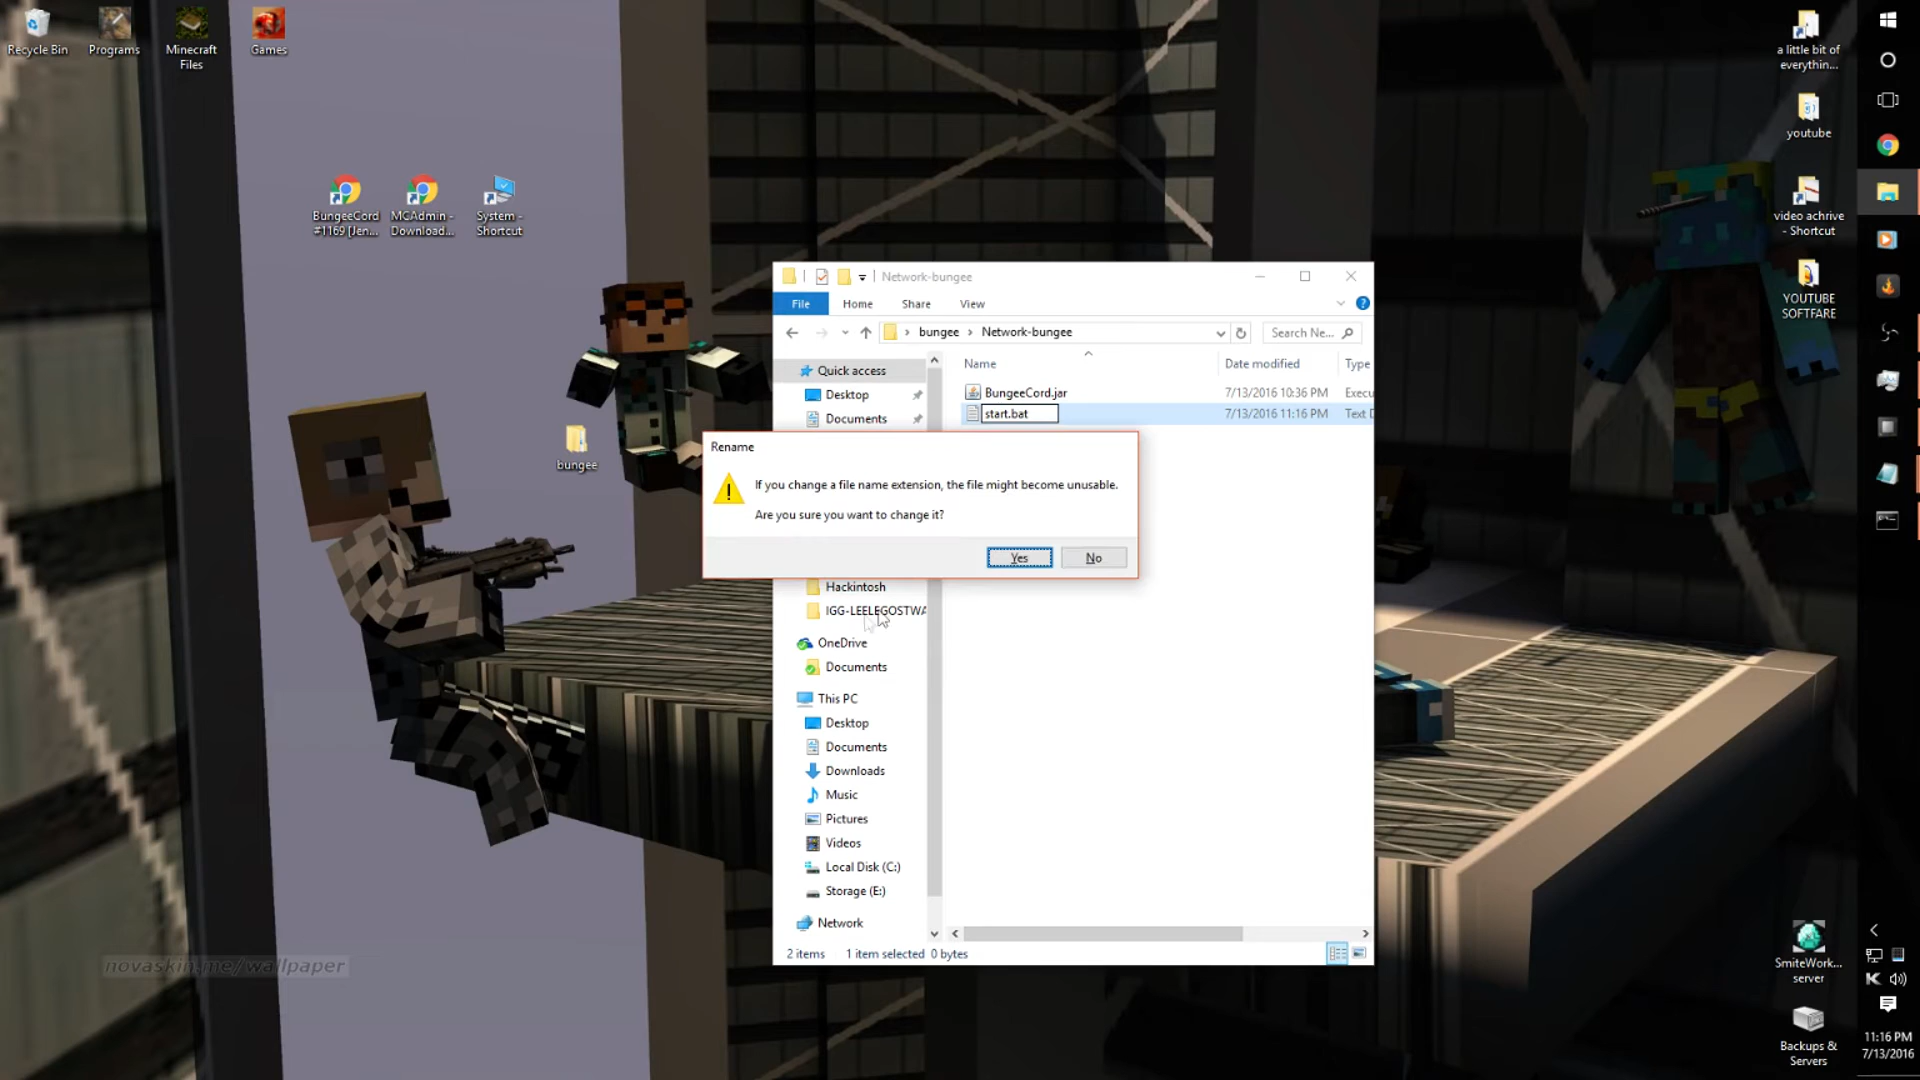 Recycle Bin
Programs
Minecraft
Files
Games
a little bit of
everythin...
youtube
video achrive
- Shortcut
YOUTUBE
SOFTFARE
BungeeCord
#1169 [Jen...
MCAdmin -
Download...
System -
Shortcut
bungee
Network-bungee
File
Home
Share
View
bungee
Network-bungee
Search Ne...
Name
Date modified
Type
Quick access
Desktop
Documents
BungeeCord.jar
7/13/2016 10:36 PM
Execu
start.bat
7/13/2016 11:16 PM
Text D
Rename
If you change a file name extension, the file might become unusable.
Are you sure you want to change it?
Yes
No
Hackintosh
IGG-LEELEGOSTWA
OneDrive
Documents
This PC
Desktop
Documents
Downloads
Music
Pictures
Videos
Local Disk (C:)
Storage (E:)
Network
2 items
1 item selected 0 bytes
novaskin.me/wallpaper
SmiteWork...
server
Backups &
Servers
11:16 PM
7/13/2016